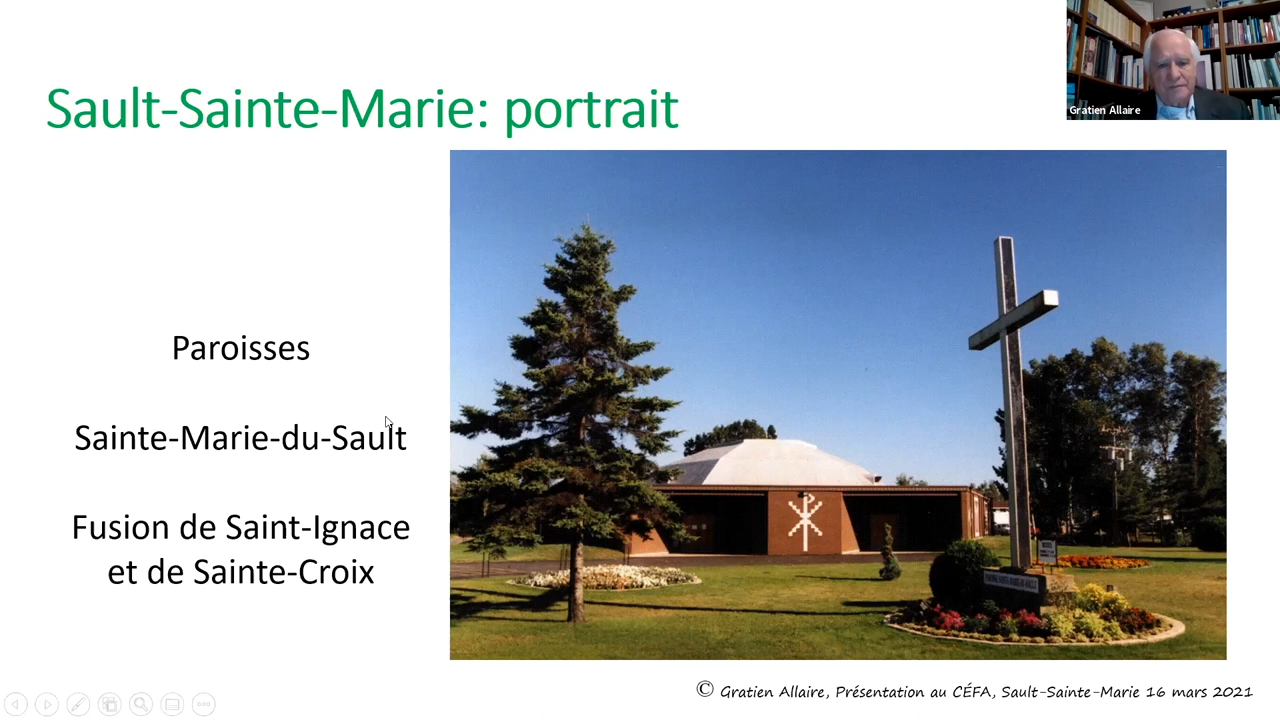 Sault-Sainte-Marie: portrait
Gratien Allaire
Paroisses
Sainte-Marie-du-Sault
Fusion de Saint-Ignace
et de Sainte-Croix
© Gratien Allaire, Présentation au CÉFA, Sault-Sainte-Marie 16 mars 2021